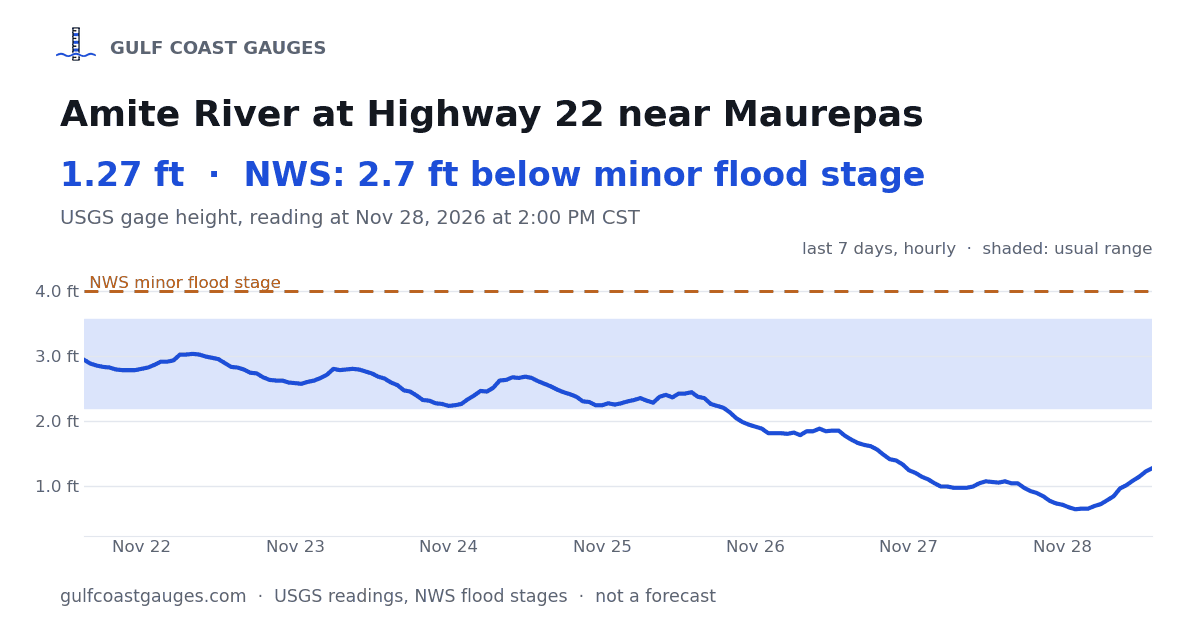 GULF COAST GAUGES
Amite River at Highway 22 near Maurepas
1.27 ft · NWS: 2.7 ft below minor flood stage
USGS gage height, reading at Nov 28, 2026 at 2:00 PM CST
last 7 days, hourly · shaded: usual range
NWS minor flood stage
4.0 ft
3.0 ft
2.0 ft
1.0 ft
Nov 22 Nov 23 Nov 24 Nov 25 Nov 26 Nov 27 Nov 28
gulfcoastgauges.com · USGS readings, NWS flood stages · not a forecast